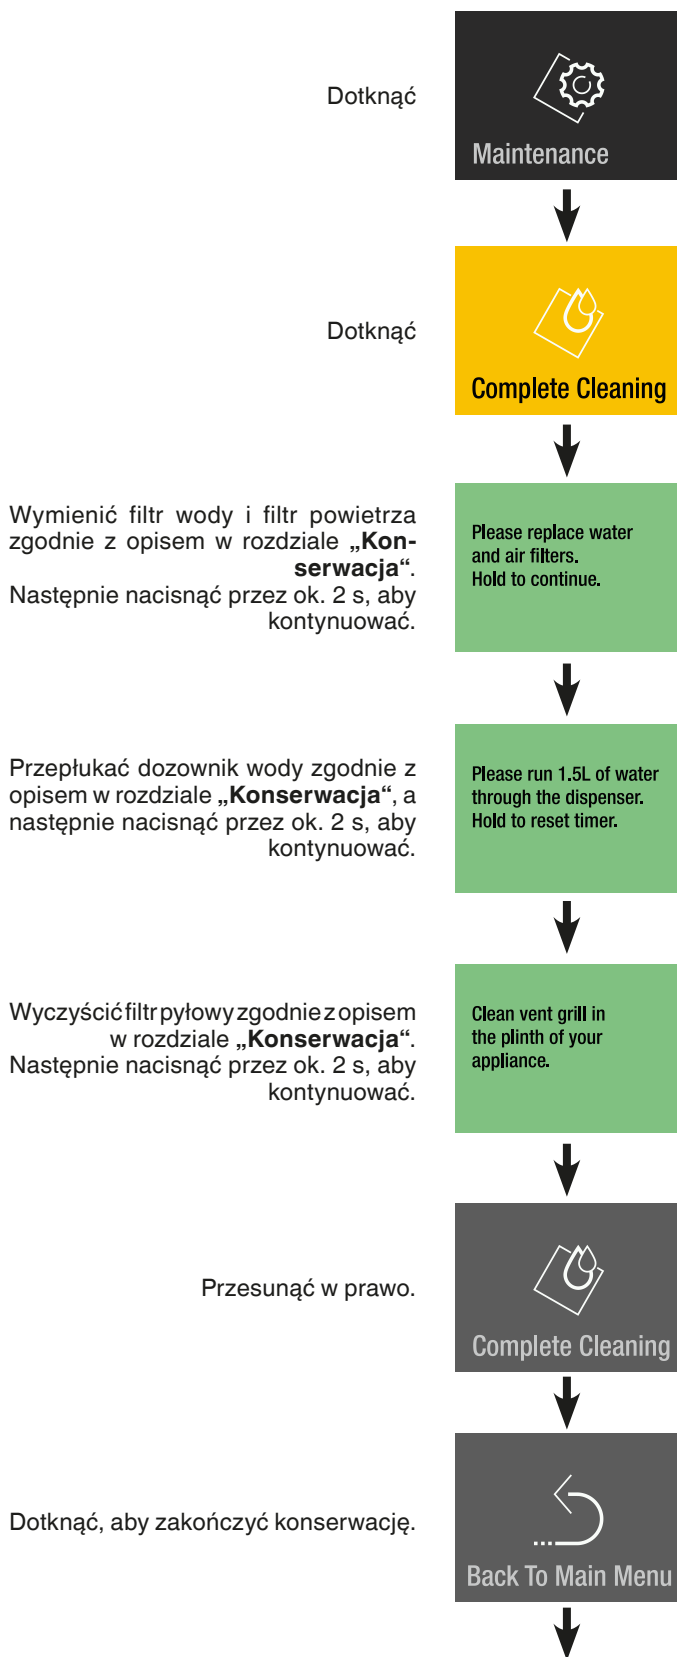 Dotknąć
Maintenance
Dotknąć
Complete Cleaning
Wymienić filtr wody i filtr powietrza
zgodnie z opisem w rozdziale „Kon-
serwacja“.
Następnie nacisnąć przez ok. 2 s, aby
kontynuować.
Please replace water
and air filters.
Hold to continue.
Przepłukać dozownik wody zgodnie z
opisem w rozdziale „Konserwacja“, a
następnie nacisnąć przez ok. 2 s, aby
kontynuować.
Please run 1.5L of water
through the dispenser.
Hold to reset timer.
Wyczyścić filtr pyłowy zgodnie z opisem
w rozdziale „Konserwacja“.
Następnie nacisnąć przez ok. 2 s, aby
kontynuować.
Clean vent grill in
the plinth of your
appliance.
Przesunąć w prawo.
Complete Cleaning
Dotknąć, aby zakończyć konserwację.
Back To Main Menu